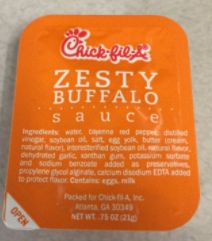 Chick-fil-A
ZESTY
BUFFALO
sauce
Ingredients: water, cayenne red pepper, distilled
vinegar, soybean oil, salt, egg yolk, butter (cream,
natural flavor), interesterified soybean oil, natural flavor,
dehydrated garlic, xanthan gum, potassium sorbate
and sodium benzoate added as preservatives,
propylene glycol alginate, calcium disodium EDTA added
to protect flavor. Contains: eggs, milk
Packed for Chick-fil-A, Inc.
Atlanta, GA 30349
NET WT. .75 OZ (21g)
OPEN